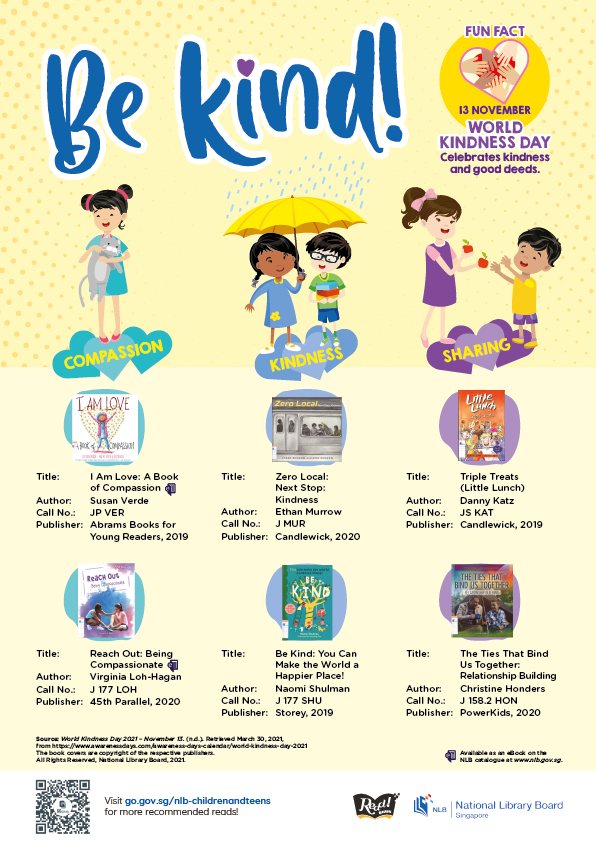 Be kind!
FUN FACT
13 NOVEMBER
WORLD
KINDNESS DAY
Celebrates kindness
and good deeds.
COMPASSION
KINDNESS
SHARING
I AM LOVE
A BOOK of COMPASSION
Zero Local
Little
Lunch
Title: I Am Love: A Book
of Compassion
Author: Susan Verde
Call No.: JP VER
Publisher: Abrams Books for
Young Readers, 2019
Title: Zero Local:
Next Stop:
Kindness
Author: Ethan Murrow
Call No.: J MUR
Publisher: Candlewick, 2020
Title: Triple Treats
(Little Lunch)
Author: Danny Katz
Call No.: JS KAT
Publisher: Candlewick, 2019
Reach Out
Being Compassionate
BE
KIND
THE TIES THAT
BIND US TOGETHER
Title: Reach Out: Being
Compassionate
Author: Virginia Loh-Hagan
Call No.: J 177 LOH
Publisher: 45th Parallel, 2020
Title: Be Kind: You Can
Make the World a
Happier Place!
Author: Naomi Shulman
Call No.: J 177 SHU
Publisher: Storey, 2019
Title: The Ties That Bind
Us Together:
Relationship Building
Author: Christine Honders
Call No.: J 158.2 HON
Publisher: PowerKids, 2020
Source: World Kindness Day 2021 – November 13. (n.d.). Retrieved March 30, 2021,
from https://www.awarenessdays.com/awareness-days-calendar/world-kindness-day-2021
The book covers are copyright of the respective publishers.
All Rights Reserved, National Library Board, 2021.
Available as an eBook on the
NLB catalogue at www.nlb.gov.sg.
Visit go.gov.sg/nlb-childrenandteens
for more recommended reads!
Read!
NLB
National Library Board
Singapore